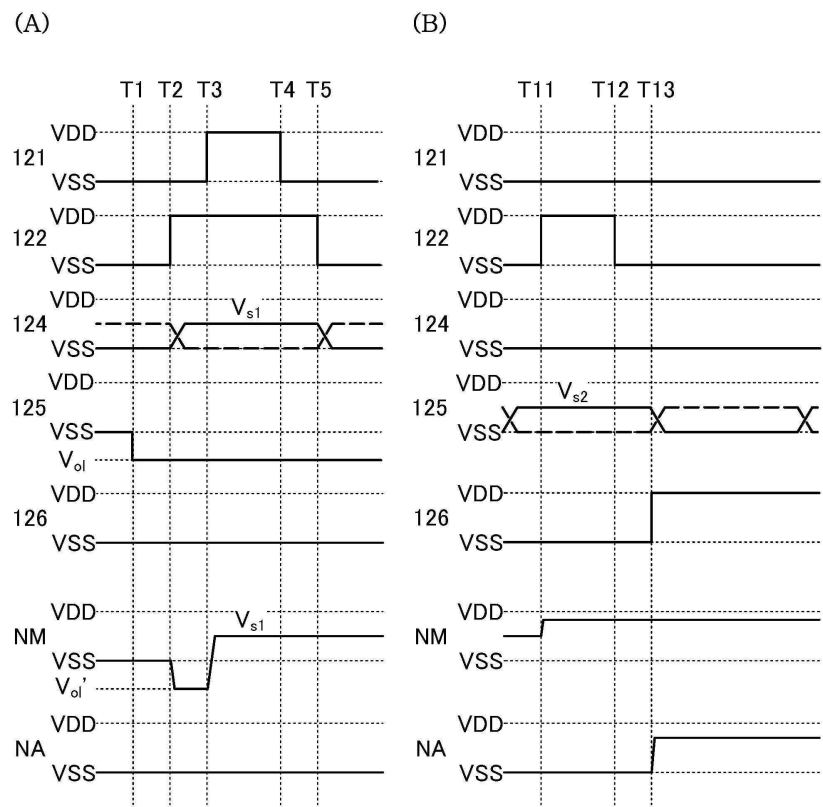 (A)
T1 T2 T3 T4 T5
121 VDD VSS
122 VDD VSS
124 VDD VSS Vs1
125 VDD VSS Vol
126 VDD VSS
NM VDD VSS Vol' Vs1
NA VDD VSS
(B)
T11 T12 T13
121 VDD VSS
122 VDD VSS
124 VDD VSS
125 VDD VSS Vs2
126 VDD VSS
NM VDD VSS
NA VDD VSS